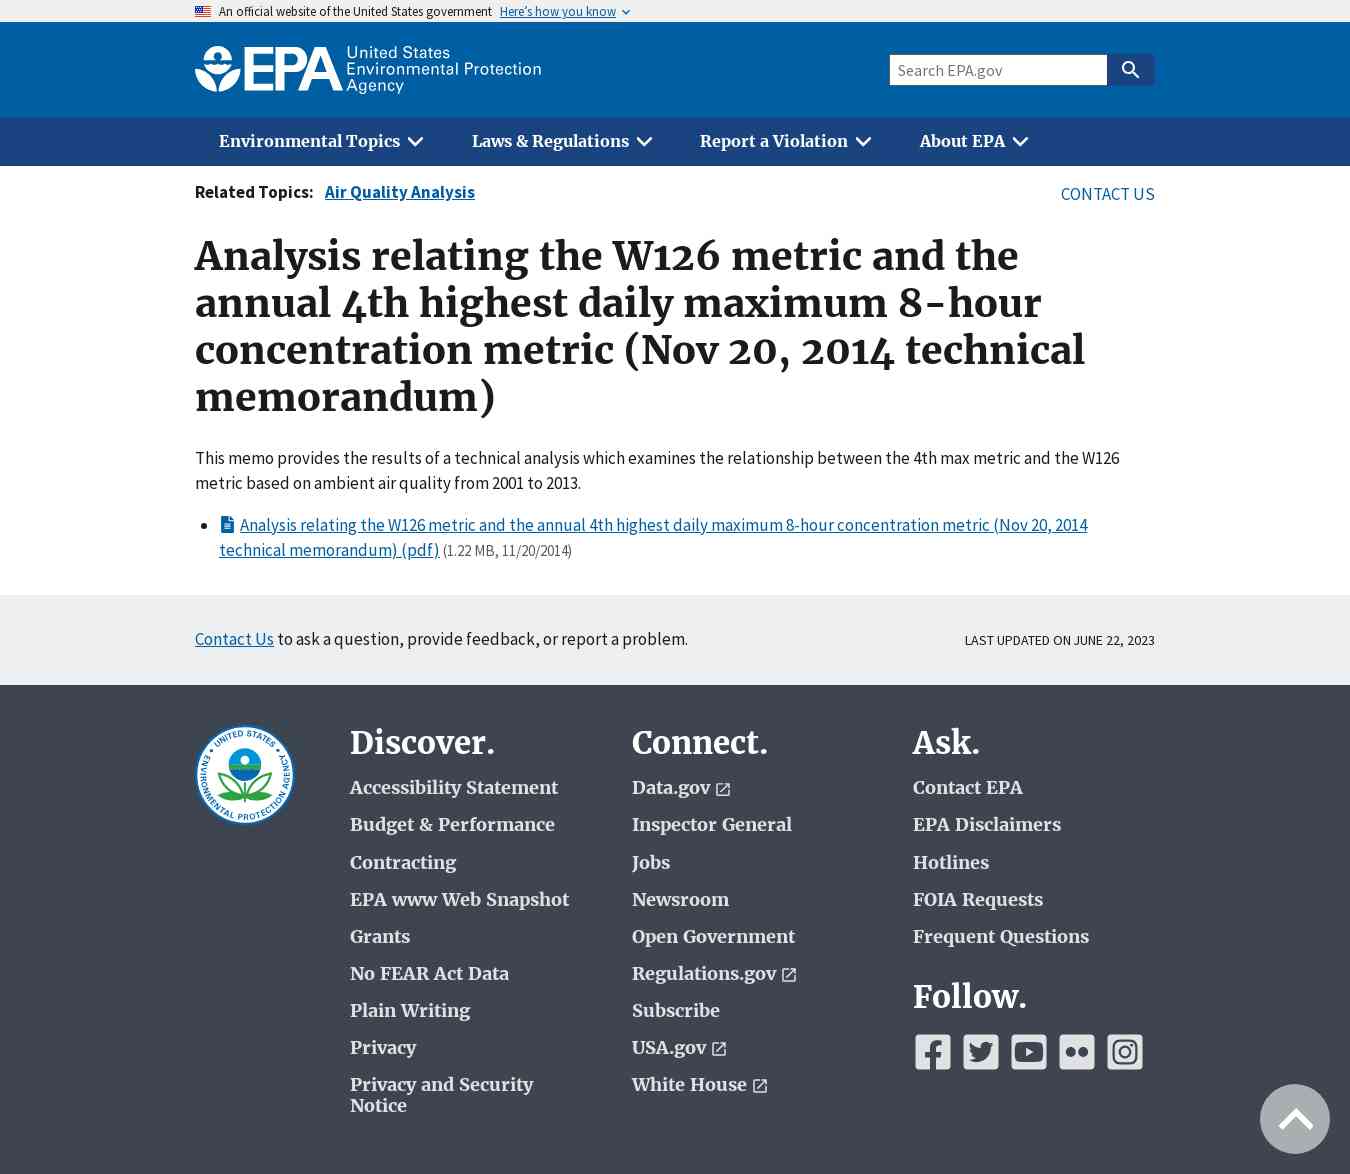 An official website of the United States government Here's how you know
EPA United States
Environmental Protection
Agency
Search EPA.gov
Environmental Topics Laws & Regulations Report a Violation About EPA
Related Topics: Air Quality Analysis CONTACT US
Analysis relating the W126 metric and the
annual 4th highest daily maximum 8-hour
concentration metric (Nov 20, 2014 technical
memorandum)
This memo provides the results of a technical analysis which examines the relationship between the 4th max metric and the W126
metric based on ambient air quality from 2001 to 2013.
Analysis relating the W126 metric and the annual 4th highest daily maximum 8-hour concentration metric (Nov 20, 2014
technical memorandum) (pdf) (1.22 MB, 11/20/2014)
Contact Us to ask a question, provide feedback, or report a problem. LAST UPDATED ON JUNE 22, 2023
UNITED STATES ENVIRONMENTAL PROTECTION AGENCY
Discover.
Accessibility Statement
Budget & Performance
Contracting
EPA www Web Snapshot
Grants
No FEAR Act Data
Plain Writing
Privacy
Privacy and Security
Notice
Connect.
Data.gov
Inspector General
Jobs
Newsroom
Open Government
Regulations.gov
Subscribe
USA.gov
White House
Ask.
Contact EPA
EPA Disclaimers
Hotlines
FOIA Requests
Frequent Questions
Follow.